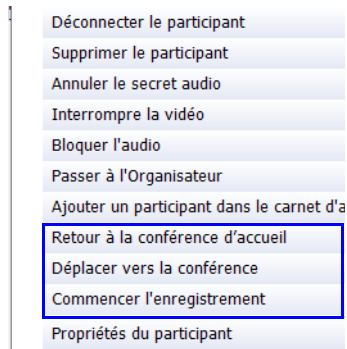 Déconnecter le participant
Supprimer le participant
Annuler le secret audio
Interrompre la vidéo
Bloquer l'audio
Passer à l'Organisateur
Ajouter un participant dans le carnet d'a
Retour à la conférence d’accueil
Déplacer vers la conférence
Commencer l'enregistrement
Propriétés du participant